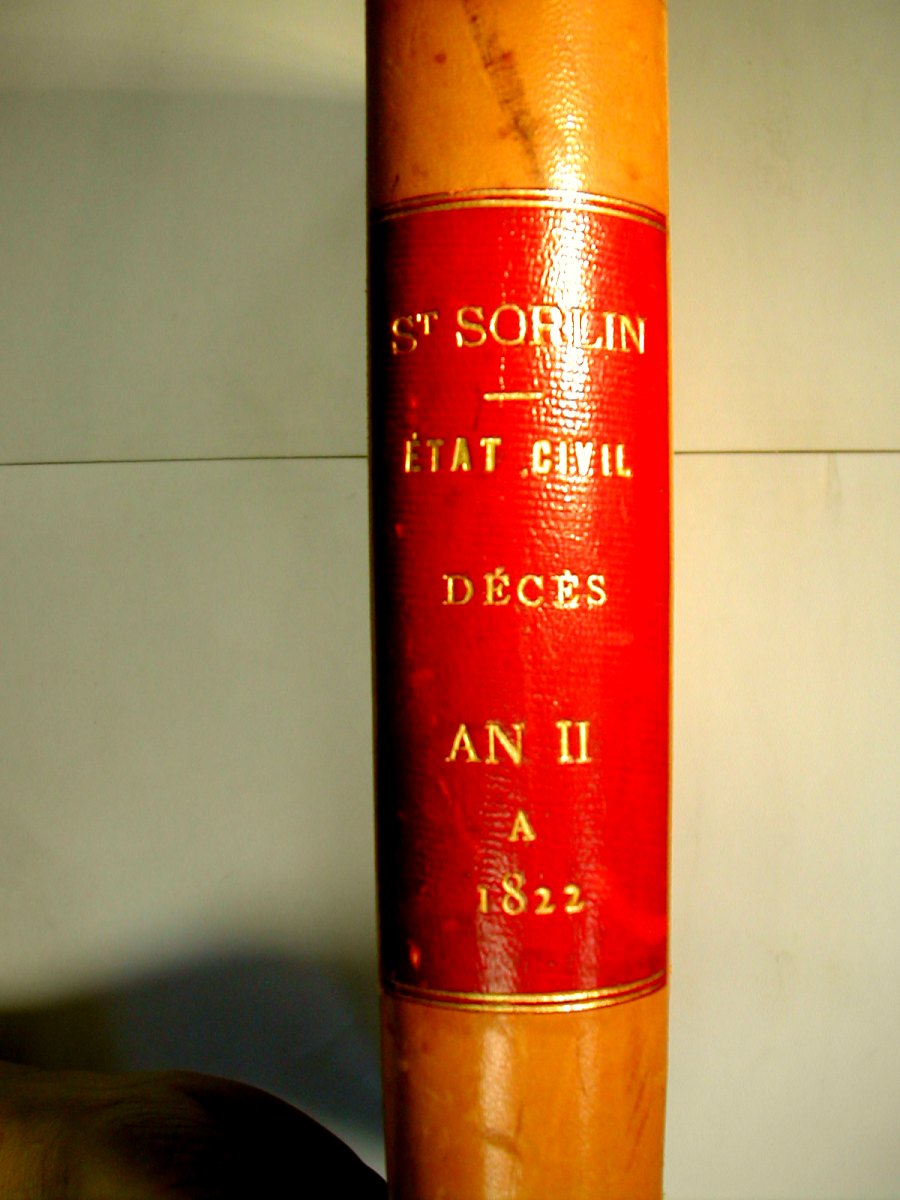 ST SORLIN
ÉTAT CIVIL
DÉCÈS
AN II
A
1822